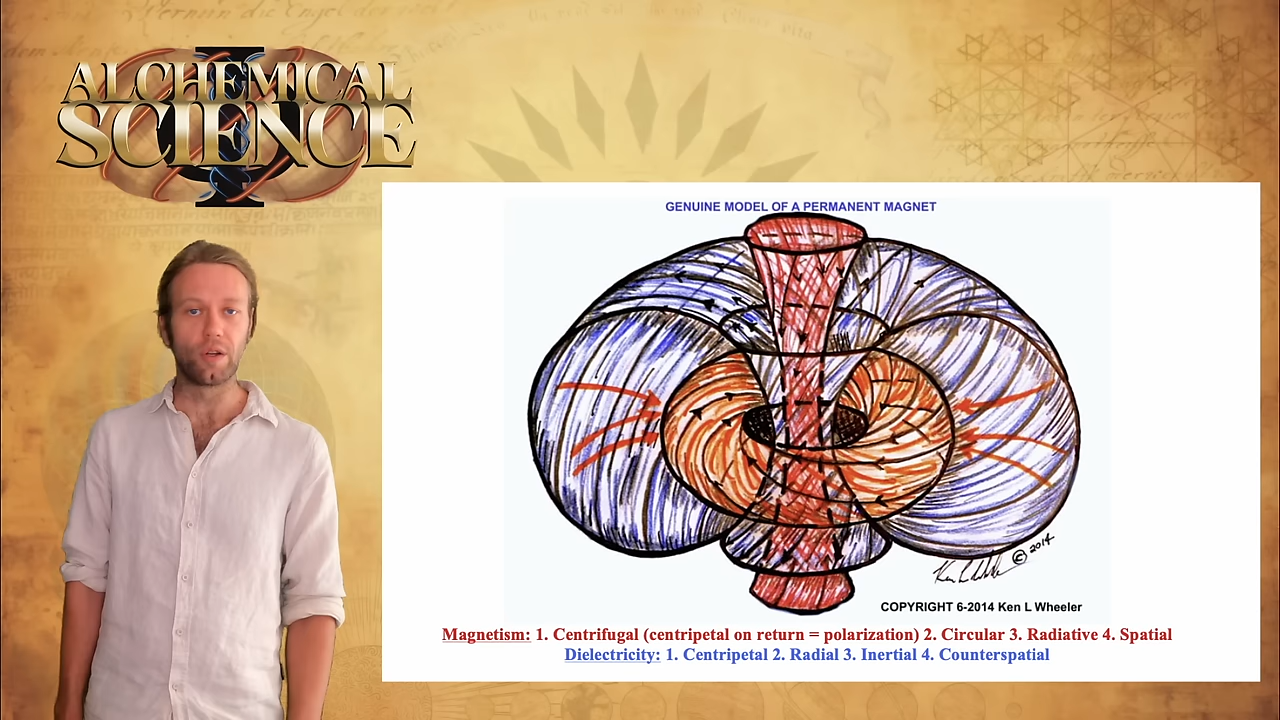 ALCHEMICAL
SCIENCE
GENUINE MODEL OF A PERMANENT MAGNET
© 2014
COPYRIGHT 6-2014 Ken L Wheeler
Magnetism: 1. Centrifugal (centripetal on return = polarization) 2. Circular 3. Radiative 4. Spatial
Dielectricity: 1. Centripetal 2. Radial 3. Inertial 4. Counterspatial